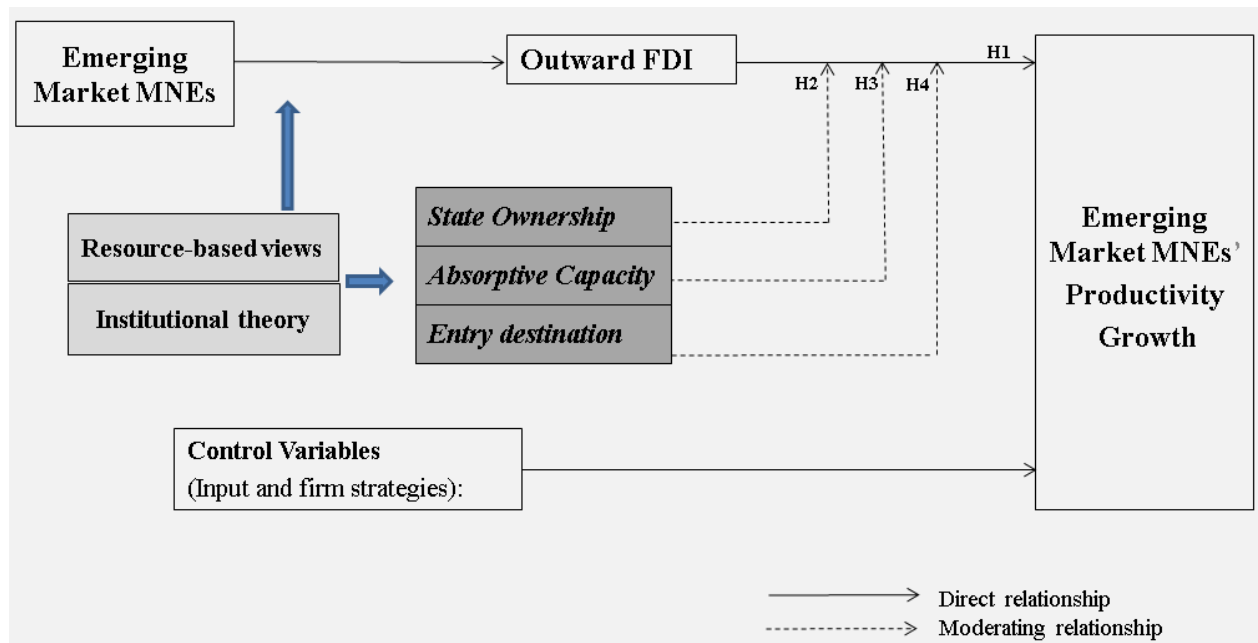 Emerging
Market MNEs
Outward FDI
H1
H2
H3
H4
Resource-based views
Institutional theory
State Ownership
Absorptive Capacity
Entry destination
Emerging
Market MNEs’
Productivity
Growth
Control Variables
(Input and firm strategies):
Direct relationship
Moderating relationship